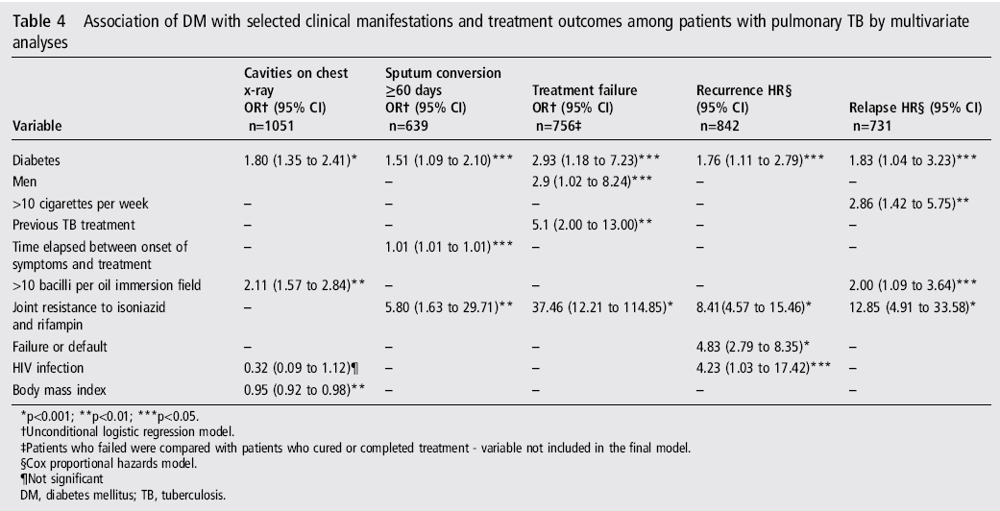 Table 4 Association of DM with selected clinical manifestations and treatment outcomes among patients with pulmonary TB by multivariate
analyses
Variable Cavities on chest x-ray OR† (95% CI) n=1051 Sputum conversion ≥60 days OR† (95% CI) n=639 Treatment failure OR† (95% CI) n=756‡ Recurrence HR§ (95% CI) n=842 Relapse HR§ (95% CI) n=731
Diabetes 1.80 (1.35 to 2.41)* 1.51 (1.09 to 2.10)*** 2.93 (1.18 to 7.23)*** 1.76 (1.11 to 2.79)*** 1.83 (1.04 to 3.23)***
Men – 2.9 (1.02 to 8.24)*** – –
>10 cigarettes per week – – – – 2.86 (1.42 to 5.75)**
Previous TB treatment – – 5.1 (2.00 to 13.00)** – –
Time elapsed between onset of symptoms and treatment – 1.01 (1.01 to 1.01)*** – – –
>10 bacilli per oil immersion field 2.11 (1.57 to 2.84)** – – – 2.00 (1.09 to 3.64)***
Joint resistance to isoniazid and rifampin – 5.80 (1.63 to 29.71)** 37.46 (12.21 to 114.85)* 8.41(4.57 to 15.46)* 12.85 (4.91 to 33.58)*
Failure or default – – – 4.83 (2.79 to 8.35)* –
HIV infection 0.32 (0.09 to 1.12)¶ – – 4.23 (1.03 to 17.42)*** –
Body mass index 0.95 (0.92 to 0.98)** – – – –
*p<0.001; **p<0.01; ***p<0.05.
†Unconditional logistic regression model.
‡Patients who failed were compared with patients who cured or completed treatment - variable not included in the final model.
§Cox proportional hazards model.
¶Not significant
DM, diabetes mellitus; TB, tuberculosis.